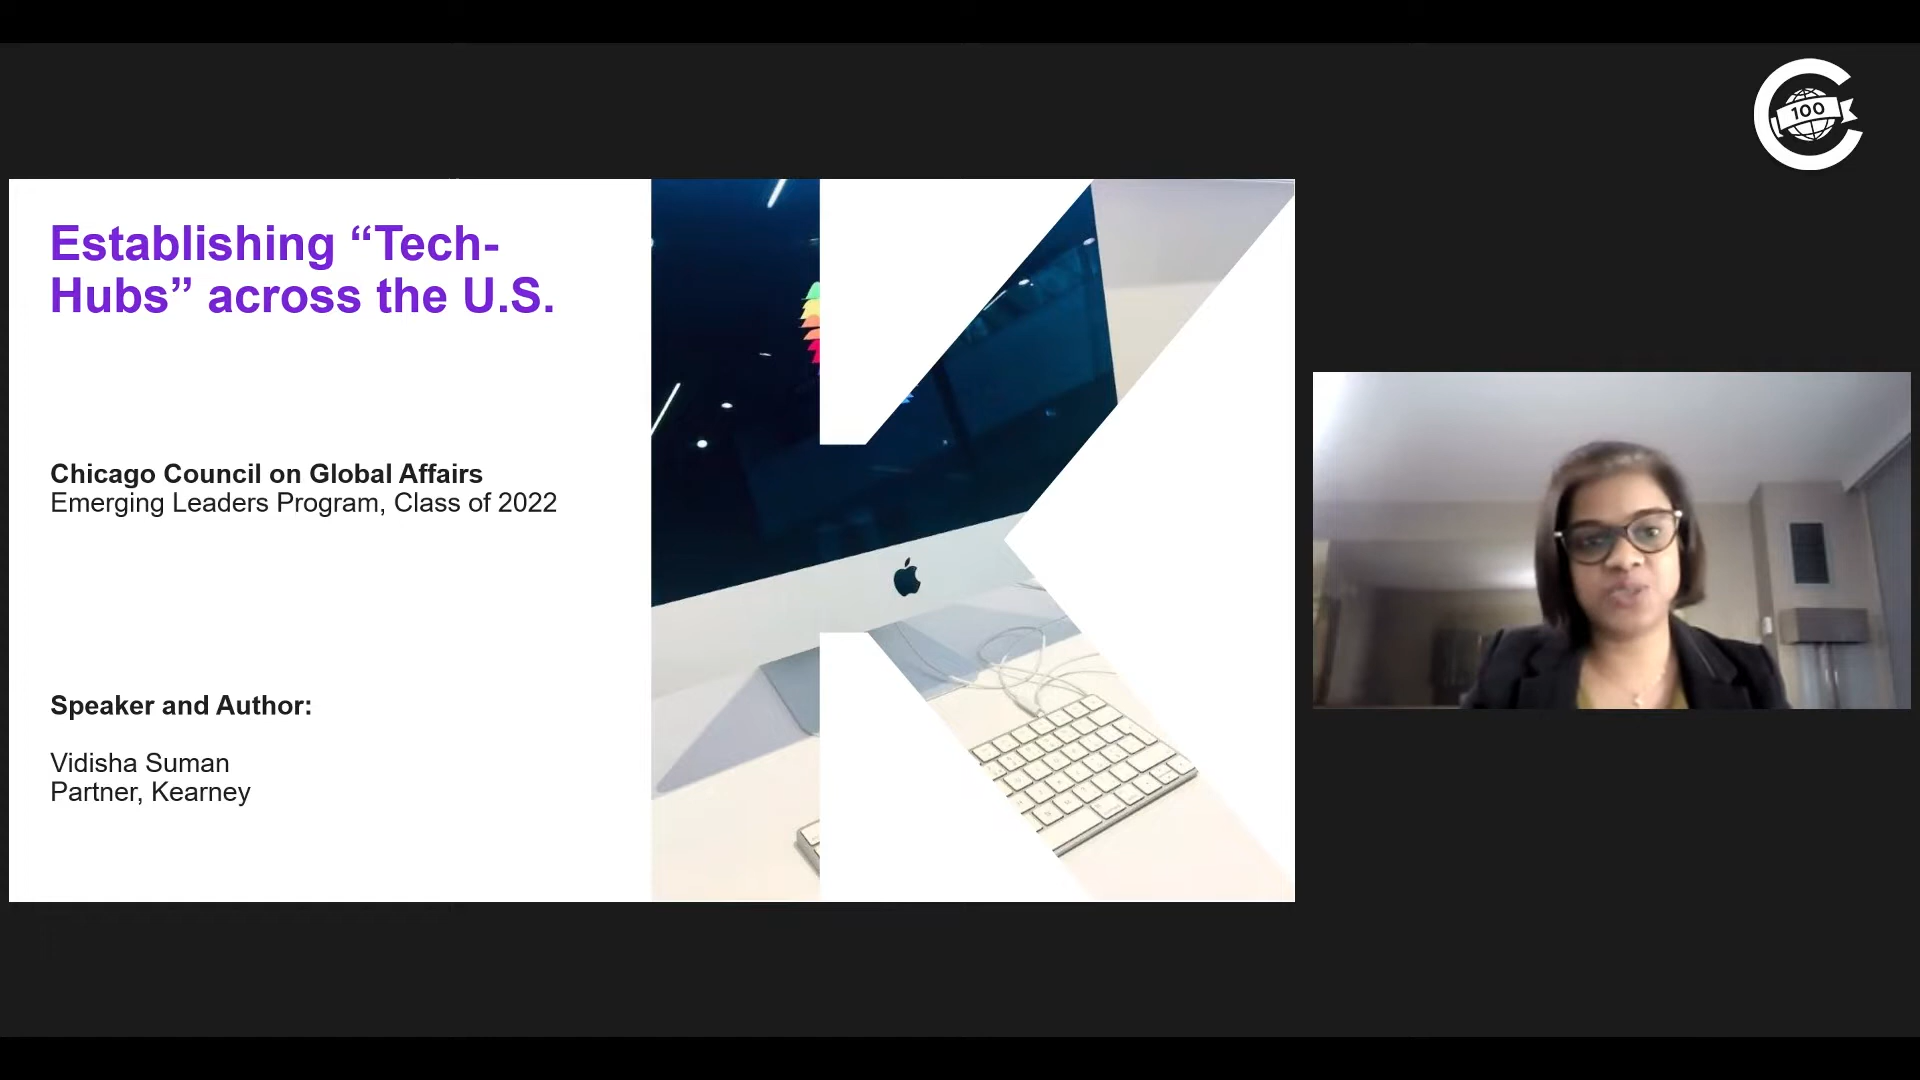 100
Establishing “Tech-
Hubs” across the U.S.
Chicago Council on Global Affairs
Emerging Leaders Program, Class of 2022
Speaker and Author:
Vidisha Suman
Partner, Kearney